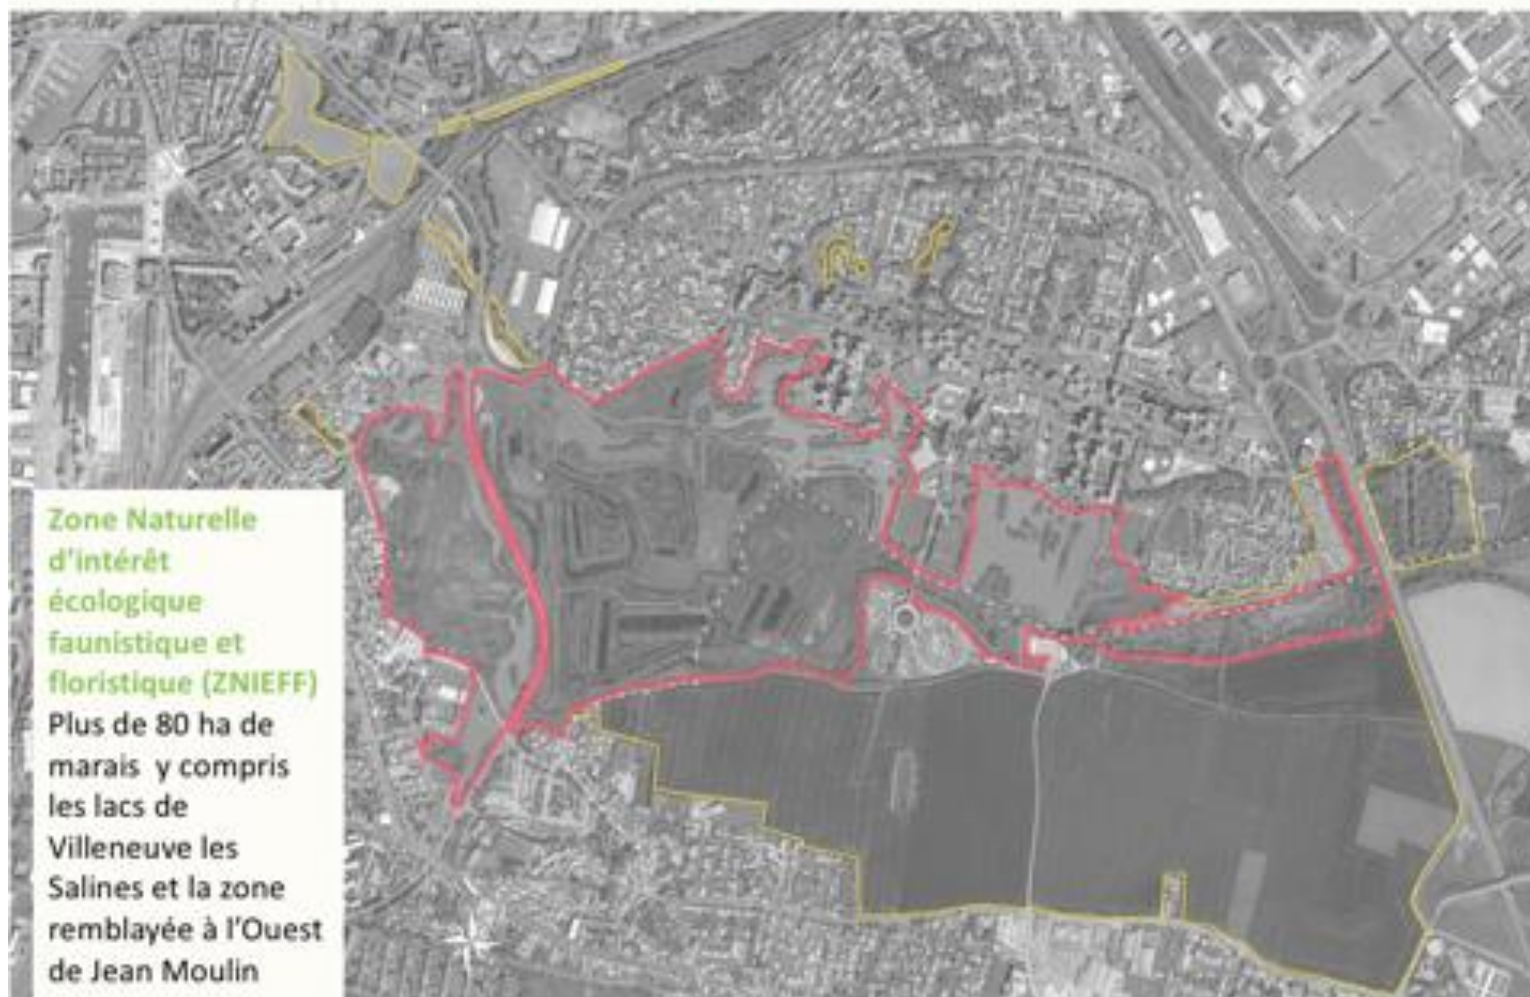 Zone Naturelle
d'intérêt
écologique
faunistique et
floristique (ZNIEFF)
Plus de 80 ha de
marais y compris
les lacs de
Villeneuve les
Salines et la zone
remblayée à l'Ouest
de Jean Moulin